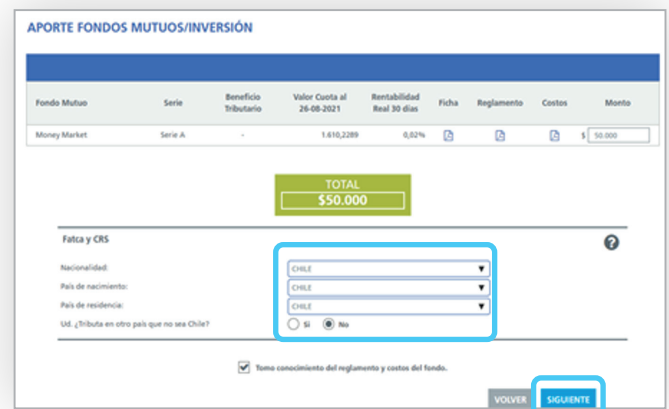 APORTE FONDOS MUTUOS/INVERSIÓN
Fondo Mutuo Serie Beneficio Tributario Valor Cuota al 26-08-2021 Rentabilidad Real 30 días Ficha Reglamento Costos Monto
Money Market Serie A - 1.610,2289 0,02% $ 50.000
TOTAL
$50.000
Fatca y CRS ?
Nacionalidad: CHILE
País de nacimiento: CHILE
País de residencia: CHILE
Ud. ¿Tributa en otro país que no sea Chile? Si No
Tomo conocimiento del reglamento y costos del fondo.
VOLVER SIGUIENTE